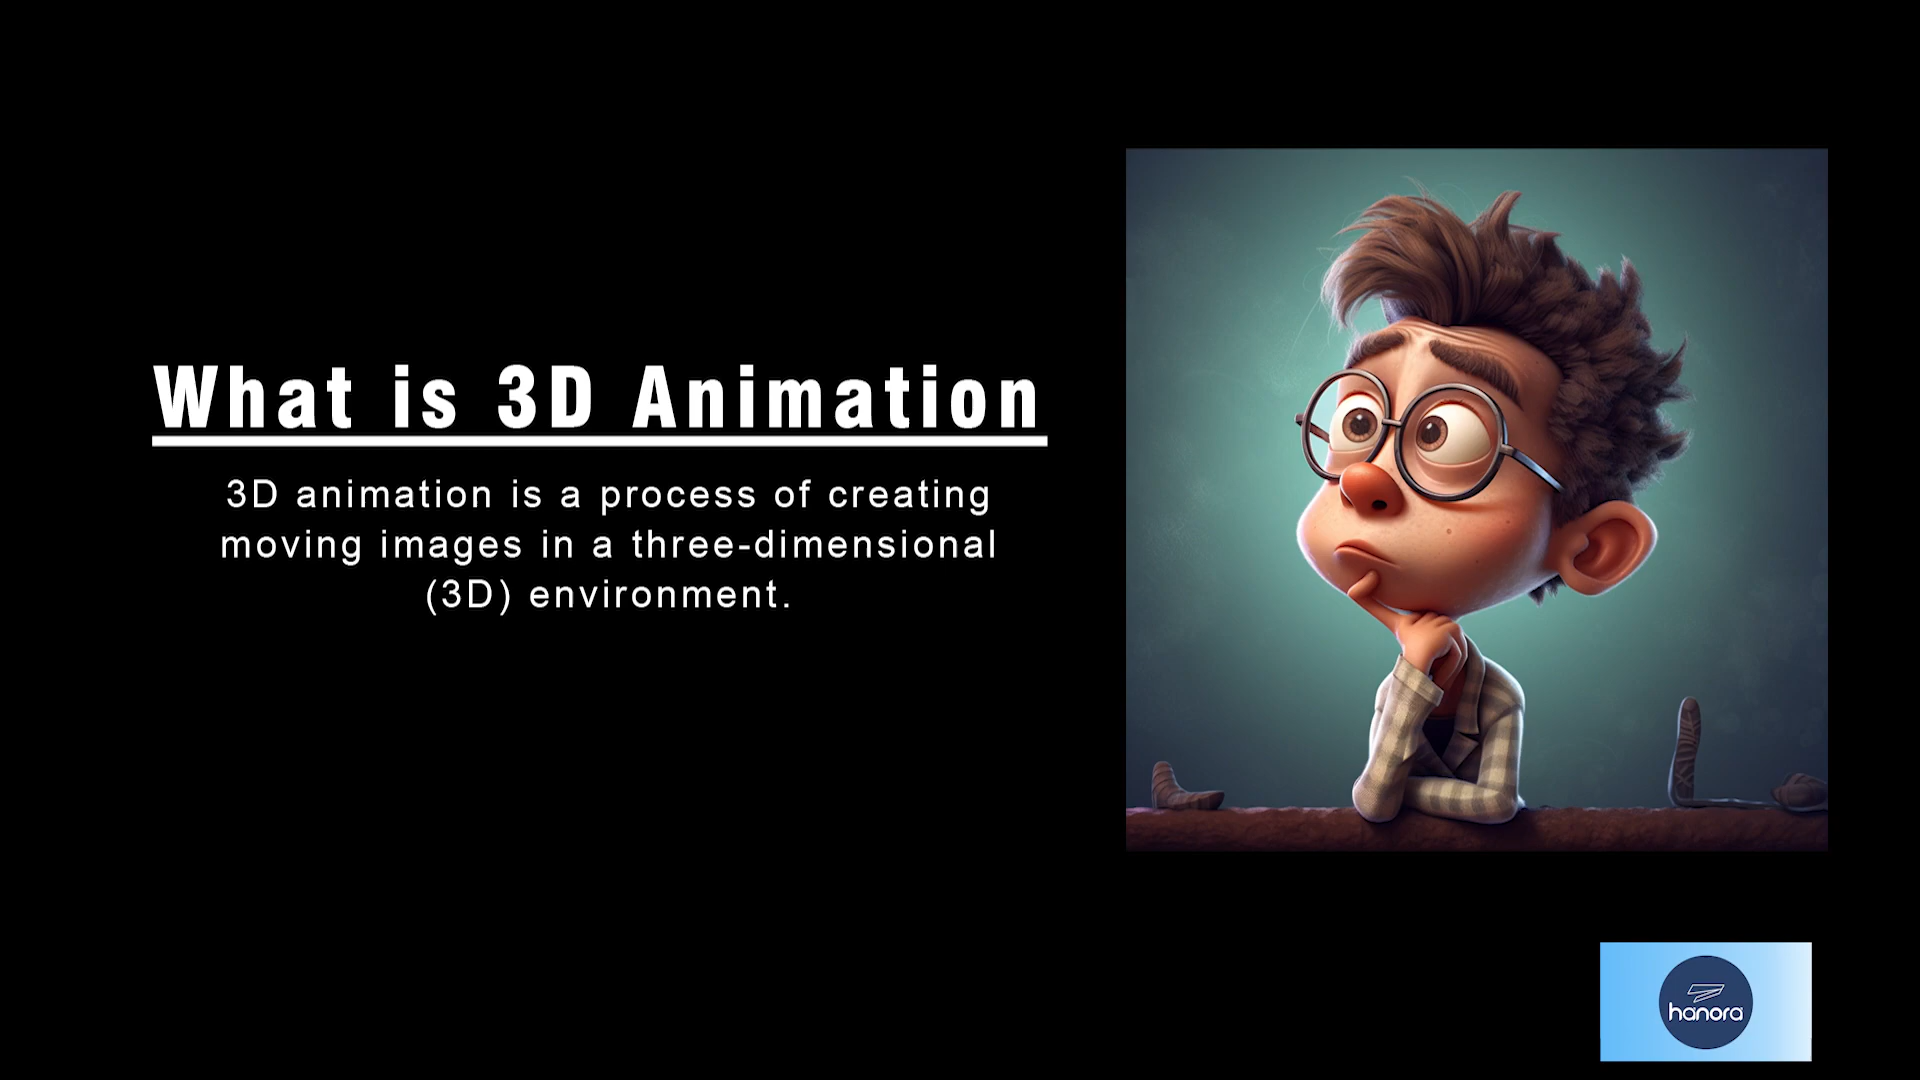 What is 3D Animation
3D animation is a process of creating
moving images in a three-dimensional
(3D) environment.
hanora